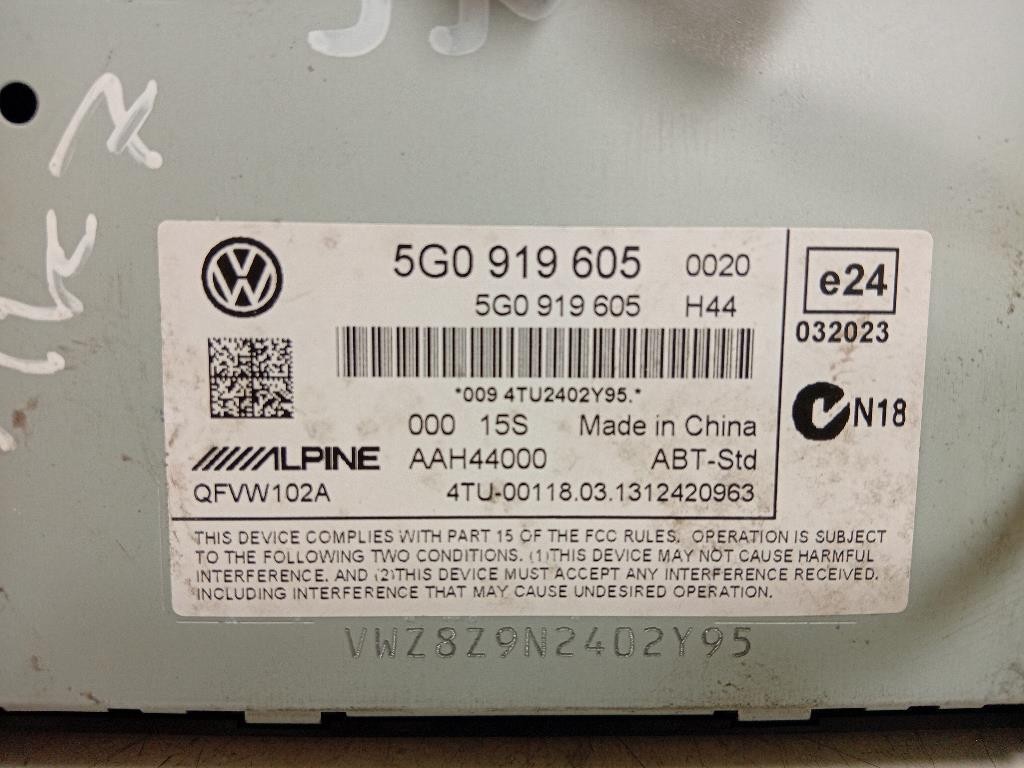 5G0 919 605 0020
5G0 919 605 H44
*009 4TU2402Y95.*
000 15S Made in China
ALPINE AAH44000 ABT-Std
QFVW102A 4TU-00118.03.1312420963
e24
032023
N18
THIS DEVICE COMPLIES WITH PART 15 OF THE FCC RULES. OPERATION IS SUBJECT
TO THE FOLLOWING TWO CONDITIONS. (1)THIS DEVICE MAY NOT CAUSE HARMFUL
INTERFERENCE. AND (2)THIS DEVICE MUST ACCEPT ANY INTERFERENCE RECEIVED.
INCLUDING INTERFERENCE THAT MAY CAUSE UNDESIRED OPERATION.
VWZ8Z9N2402Y95